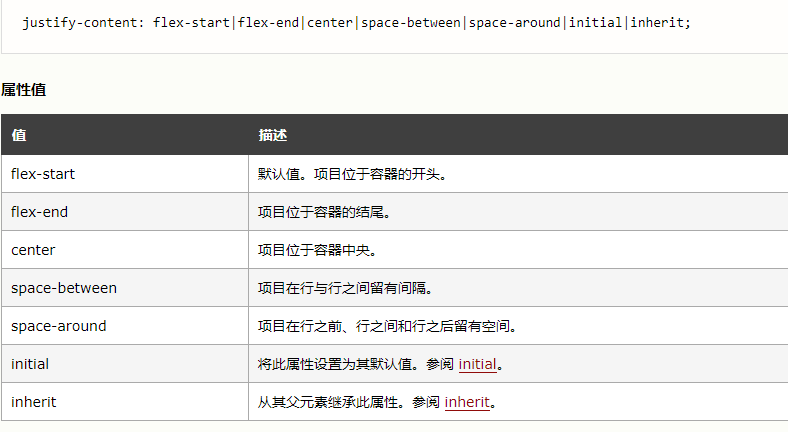 justify-content: flex-start|flex-end|center|space-between|space-around|initial|inherit;
属性值
值 描述
flex-start 默认值。项目位于容器的开头。
flex-end 项目位于容器的结尾。
center 项目位于容器中央。
space-between 项目在行与行之间留有间隔。
space-around 项目在行之前、行之间和行之后留有空间。
initial 将此属性设置为其默认值。参阅 initial。
inherit 从其父元素继承此属性。参阅 inherit。